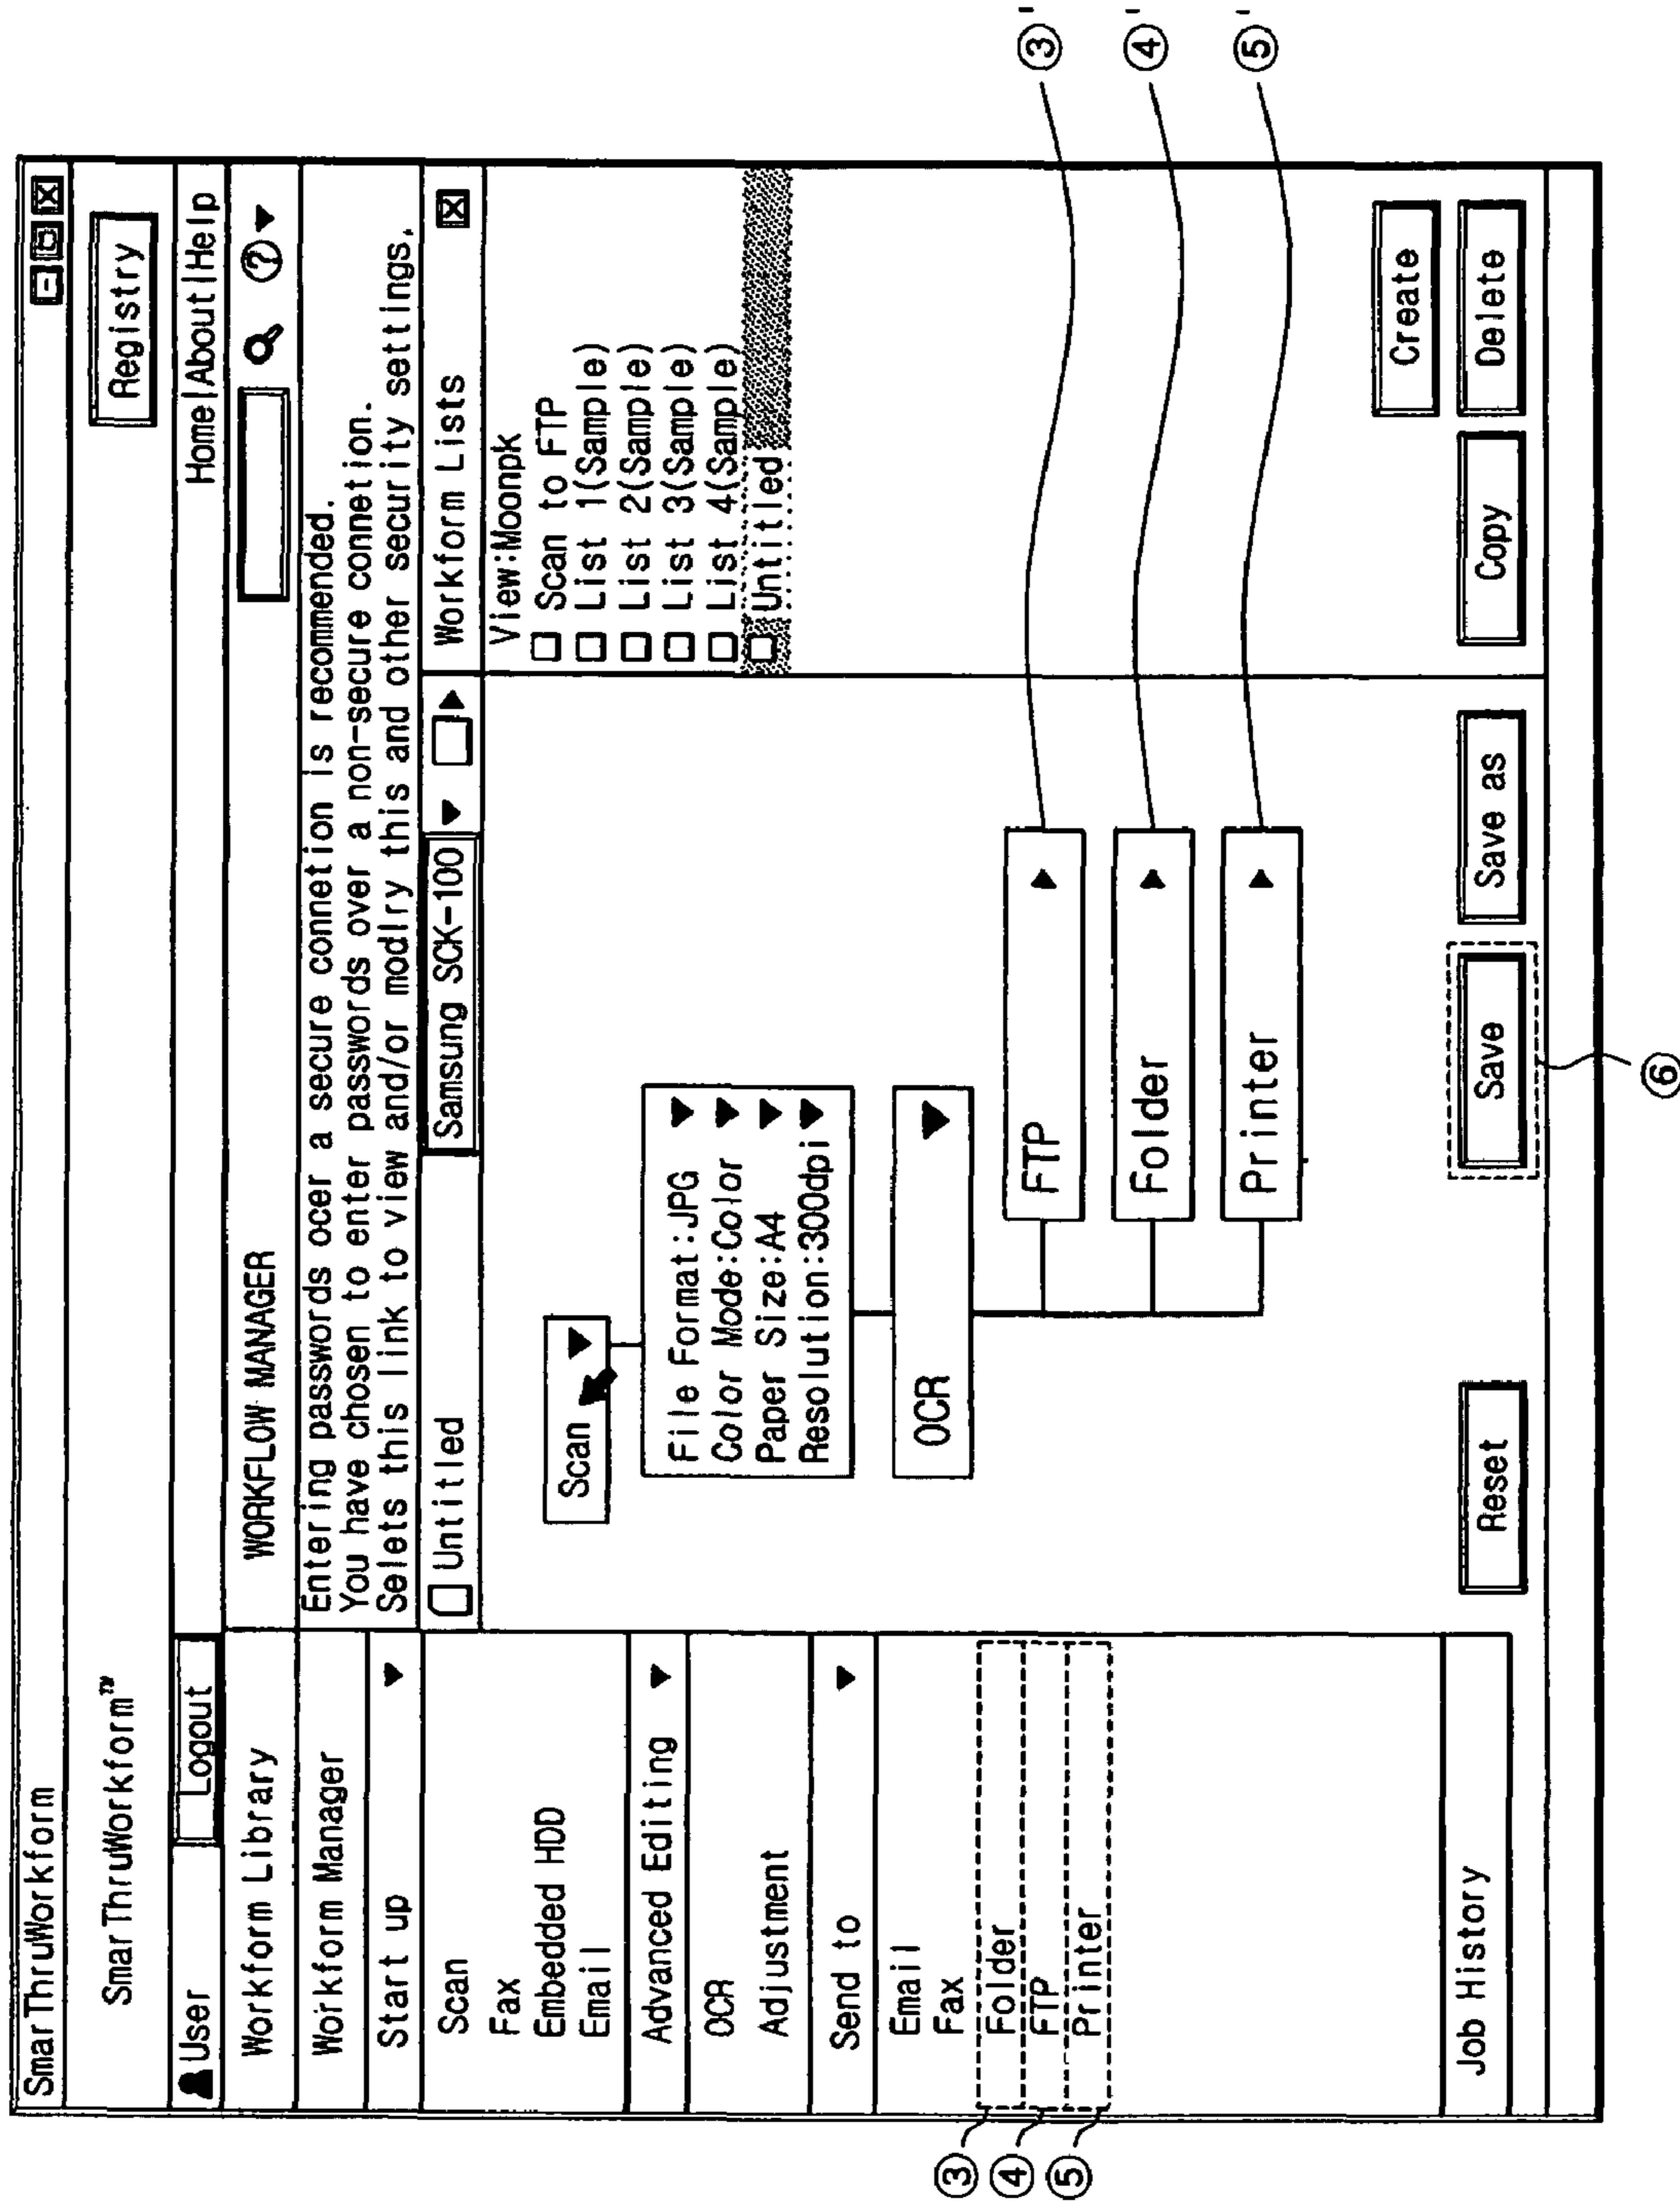 SmarThruWorkform
SmarThruWorkform™
Registry
User
Logout
Home|About|Help
Workform Library
WORKFLOW MANAGER
?
Workform Manager
Entering passwords ocer a secure connetion is recommended.
You have chosen to enter passwords over a non-secure connetion.
Selets this link to view and/or modlry this and other security settings.
Start up
Untitled
Samsung SCK-100
Workform Lists
Scan
Fax
Embedded HDD
Email
Advanced Editing
OCR
Adjustment
Send to
Email
Fax
Folder
FTP
Printer
Job History
③
④
⑤
Scan
File Format:JPG
Color Mode:Color
Paper Size:A4
Resolution:300dpi
OCR
FTP
Folder
Printer
View:Moonpk
Scan to FTP
List 1(Sample)
List 2(Sample)
List 3(Sample)
List 4(Sample)
Untitled
③'
④'
⑤'
Create
Reset
Save
Save as
Copy
Delete
⑥